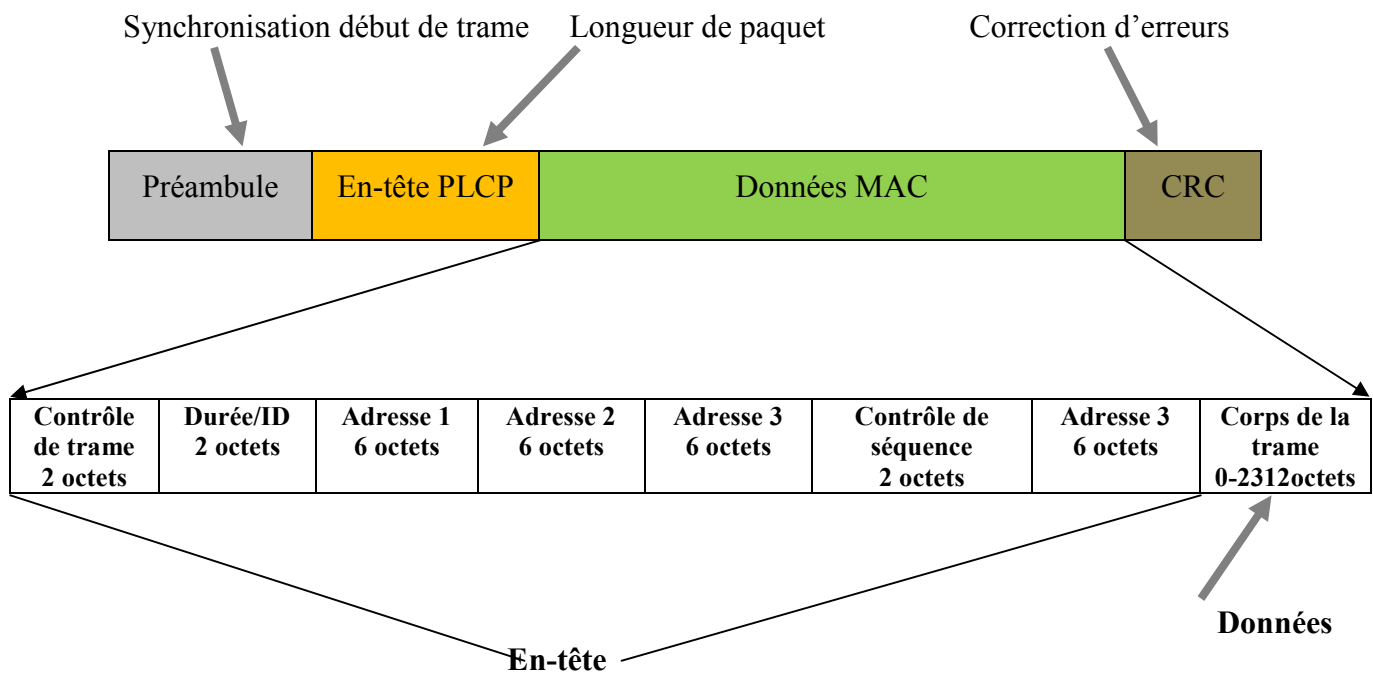 Synchronisation début de trame
Longueur de paquet
Correction d’erreurs
Préambule
En-tête PLCP
Données MAC
CRC
Contrôle
de trame
2 octets
Durée/ID
2 octets
Adresse 1
6 octets
Adresse 2
6 octets
Adresse 3
6 octets
Contrôle de
séquence
2 octets
Adresse 3
6 octets
Corps de la
trame
0-2312octets
Données
En-tête